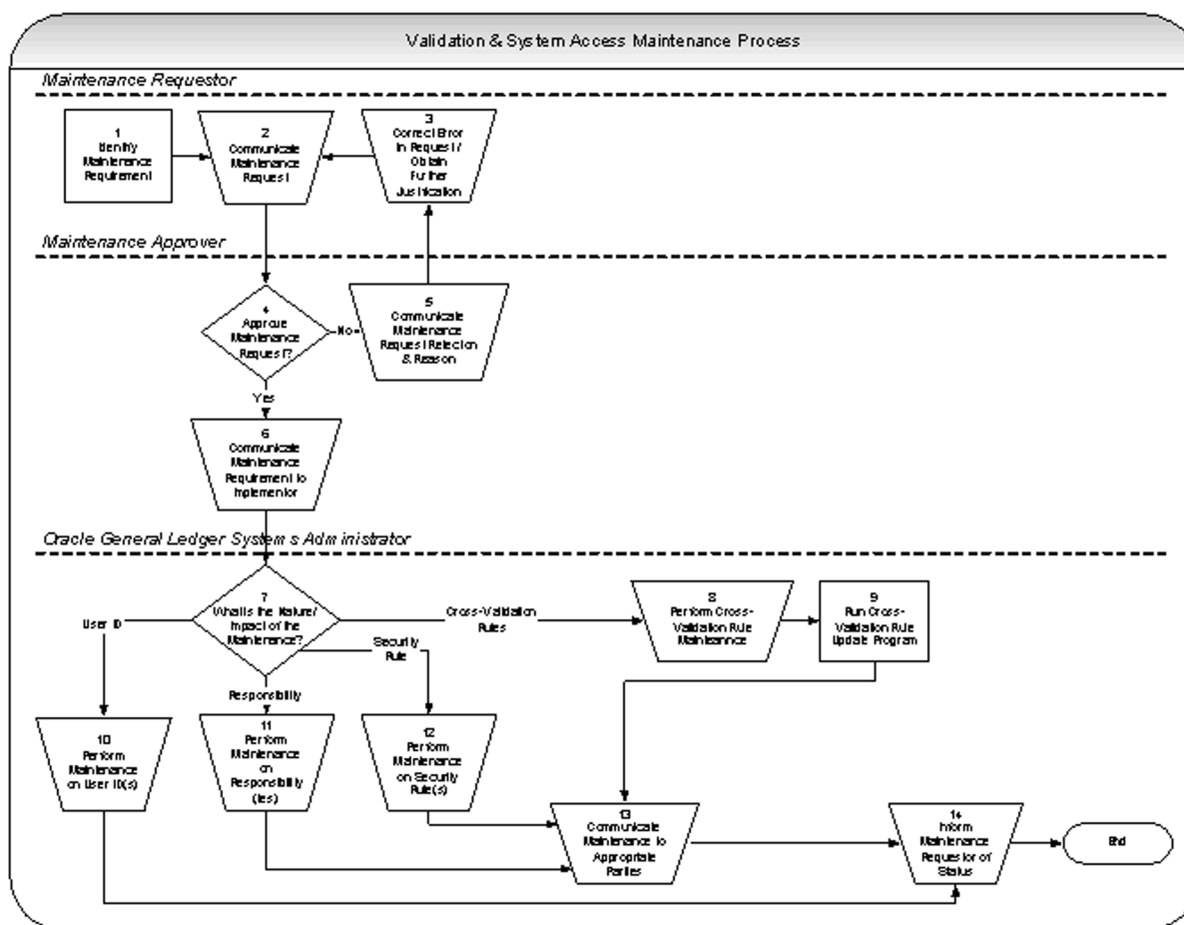 Validation & System Access Maintenance Process
Maintenance Requestor
1
Identify
Maintenance
Requirement
2
Communicate
Maintenance
Request
3
Correct Error
in Request /
Obtain
Further
Justification
Maintenance Approver
4
Approve
Maintenance
Request?
No
5
Communicate
Maintenance
Request Rejection
& Reason
Yes
6
Communicate
Maintenance
Requirement to
Implementor
Oracle General Ledger Systems Administrator
7
What is the Nature/
Impact of the
Maintenance?
User ID
Cross-Validation
Rules
Security
Rule
Responsibility
8
Perform Cross-
Validation Rule
Mainteannce
9
Run Cross-
Validation Rule
Update Program
10
Perform
Maintenance
on User ID(s)
11
Perform
Maintenance
on
Responsibility
(ies)
12
Perform
Maintenance
on Security
Rule(s)
13
Communicate
Maintenance to
Appropriate
Parties
14
Inform
Maintenance
Requestor of
Status
End